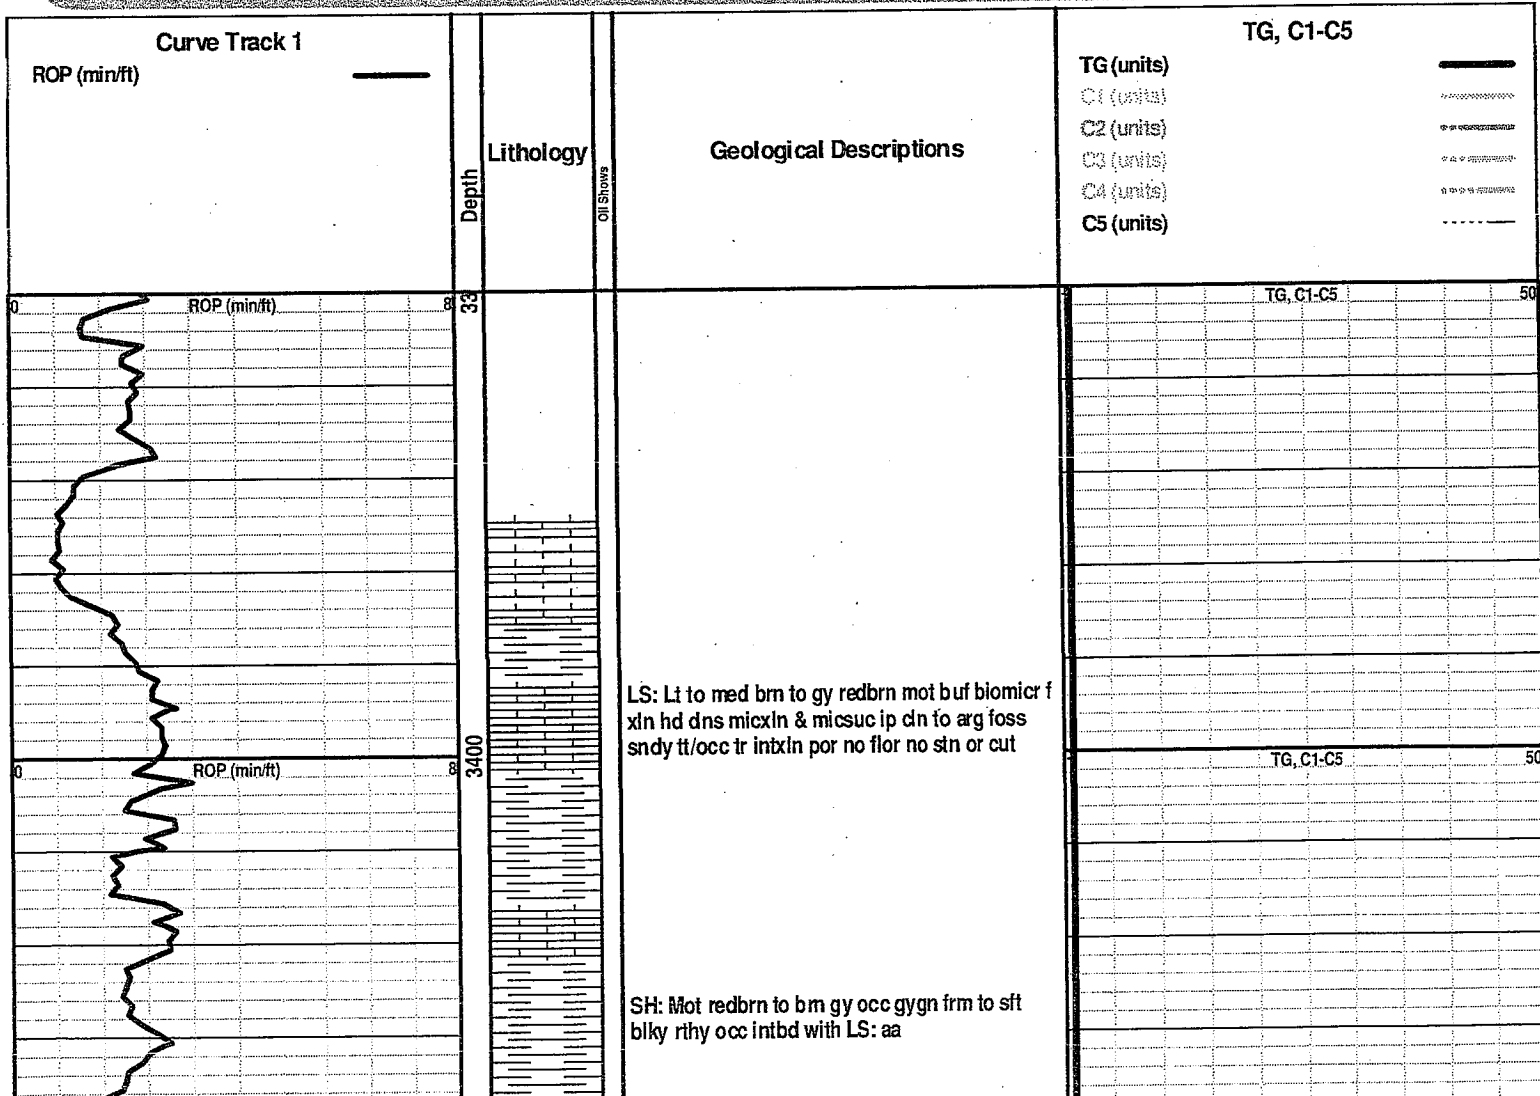 Curve Track 1
ROP (min/ft)
Depth
Lithology
Oil Shows
Geological Descriptions
TG, C1-C5
TG (units)
C1 (units)
C2 (units)
C3 (units)
C4 (units)
C5 (units)
0 ROP (min/ft) 8
33
TG, C1-C5 50
LS: Lt to med brn to gy redbrn mot buf biomicr f
xln hd dns micxln & micsuc ip cln to arg foss
sndy tt/occ tr intxln por no flor no stn or cut
0 ROP (min/ft) 8
3400
TG, C1-C5 50
SH: Mot redbrn to brn gy occ gygn frm to sft
blky rthy occ intbd with LS: aa